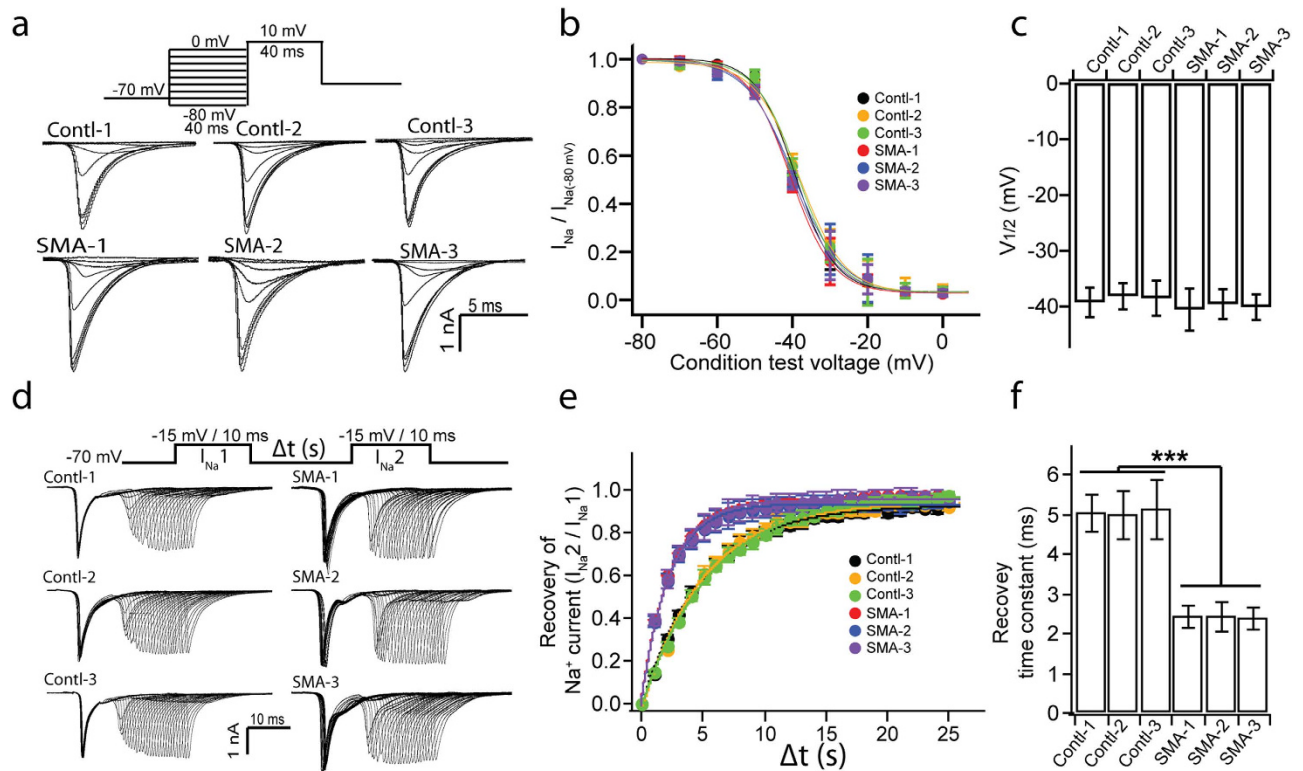 a
0 mV
10 mV
40 ms
-70 mV
-80 mV
40 ms
Contl-1
Contl-2
Contl-3
SMA-1
SMA-2
SMA-3
5 ms
1 nA
b
1.0
0.8
0.6
0.4
0.2
0.0
I Na / I Na(-80 mV)
Contl-1
Contl-2
Contl-3
SMA-1
SMA-2
SMA-3
-80
-60
-40
-20
0
Condition test voltage (mV)
c
Contl-1
Contl-2
Contl-3
SMA-1
SMA-2
SMA-3
0
-10
-20
-30
-40
V1/2 (mV)
d
-15 mV / 10 ms
Δt (s)
-15 mV / 10 ms
-70 mV
INa1
INa2
Contl-1
SMA-1
Contl-2
SMA-2
Contl-3
SMA-3
10 ms
1 nA
e
1.0
0.8
0.6
0.4
0.2
0.0
Recovery of
Na+ current (INa2 / INa1)
Contl-1
Contl-2
Contl-3
SMA-1
SMA-2
SMA-3
0
5
10
15
20
25
Δt (s)
f
***
6
5
4
3
2
1
0
Recovey
time constant (ms)
Contl-1
Contl-2
Contl-3
SMA-1
SMA-2
SMA-3